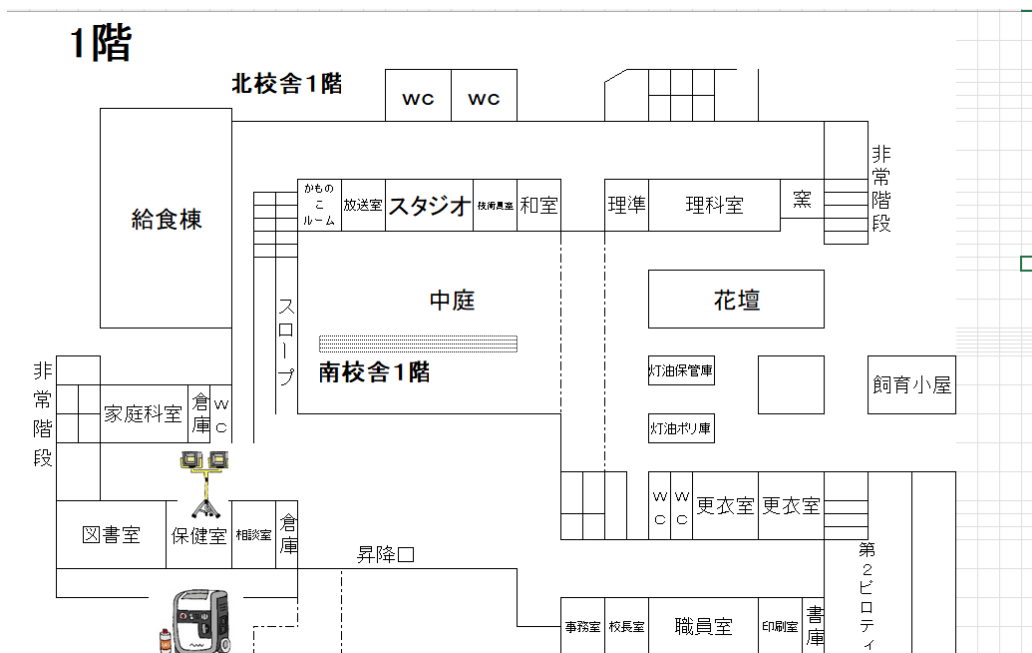 1階
北校舎1階
WC
WC
非常階段
給食棟
かもの
こ
ルーム
放送室
スタジオ
技術員室
和室
理準
理科室
窯
中庭
花壇
スロープ
南校舎1階
灯油保管庫
飼育小屋
非常階段
家庭科室
倉庫
WC
灯油ポリ庫
図書室
保健室
相談室
倉庫
WC
WC
更衣室
更衣室
昇降口
第2ピロティ
事務室
校長室
職員室
印刷室
書庫